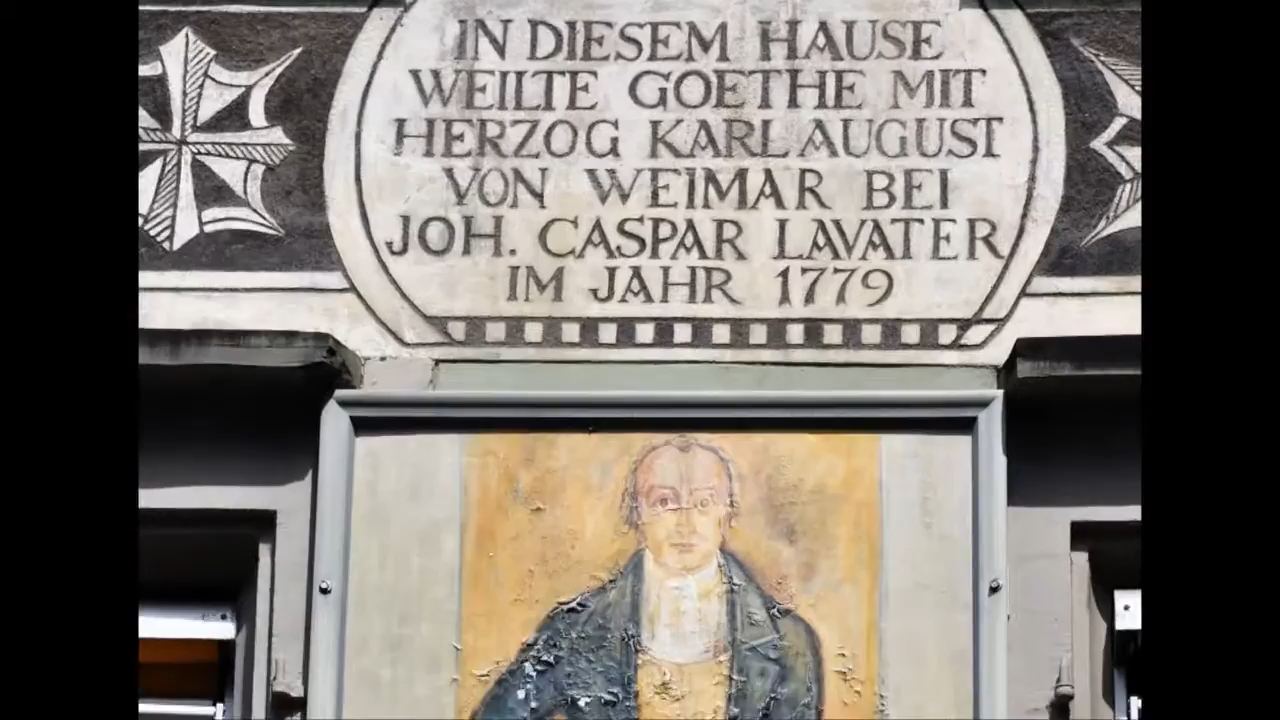 IN DIESEM HAUSE
WEILTE GOETHE MIT
HERZOG KARL AUGUST
VON WEIMAR BEI
JOH. CASPAR LAVATER
IM JAHR 1779